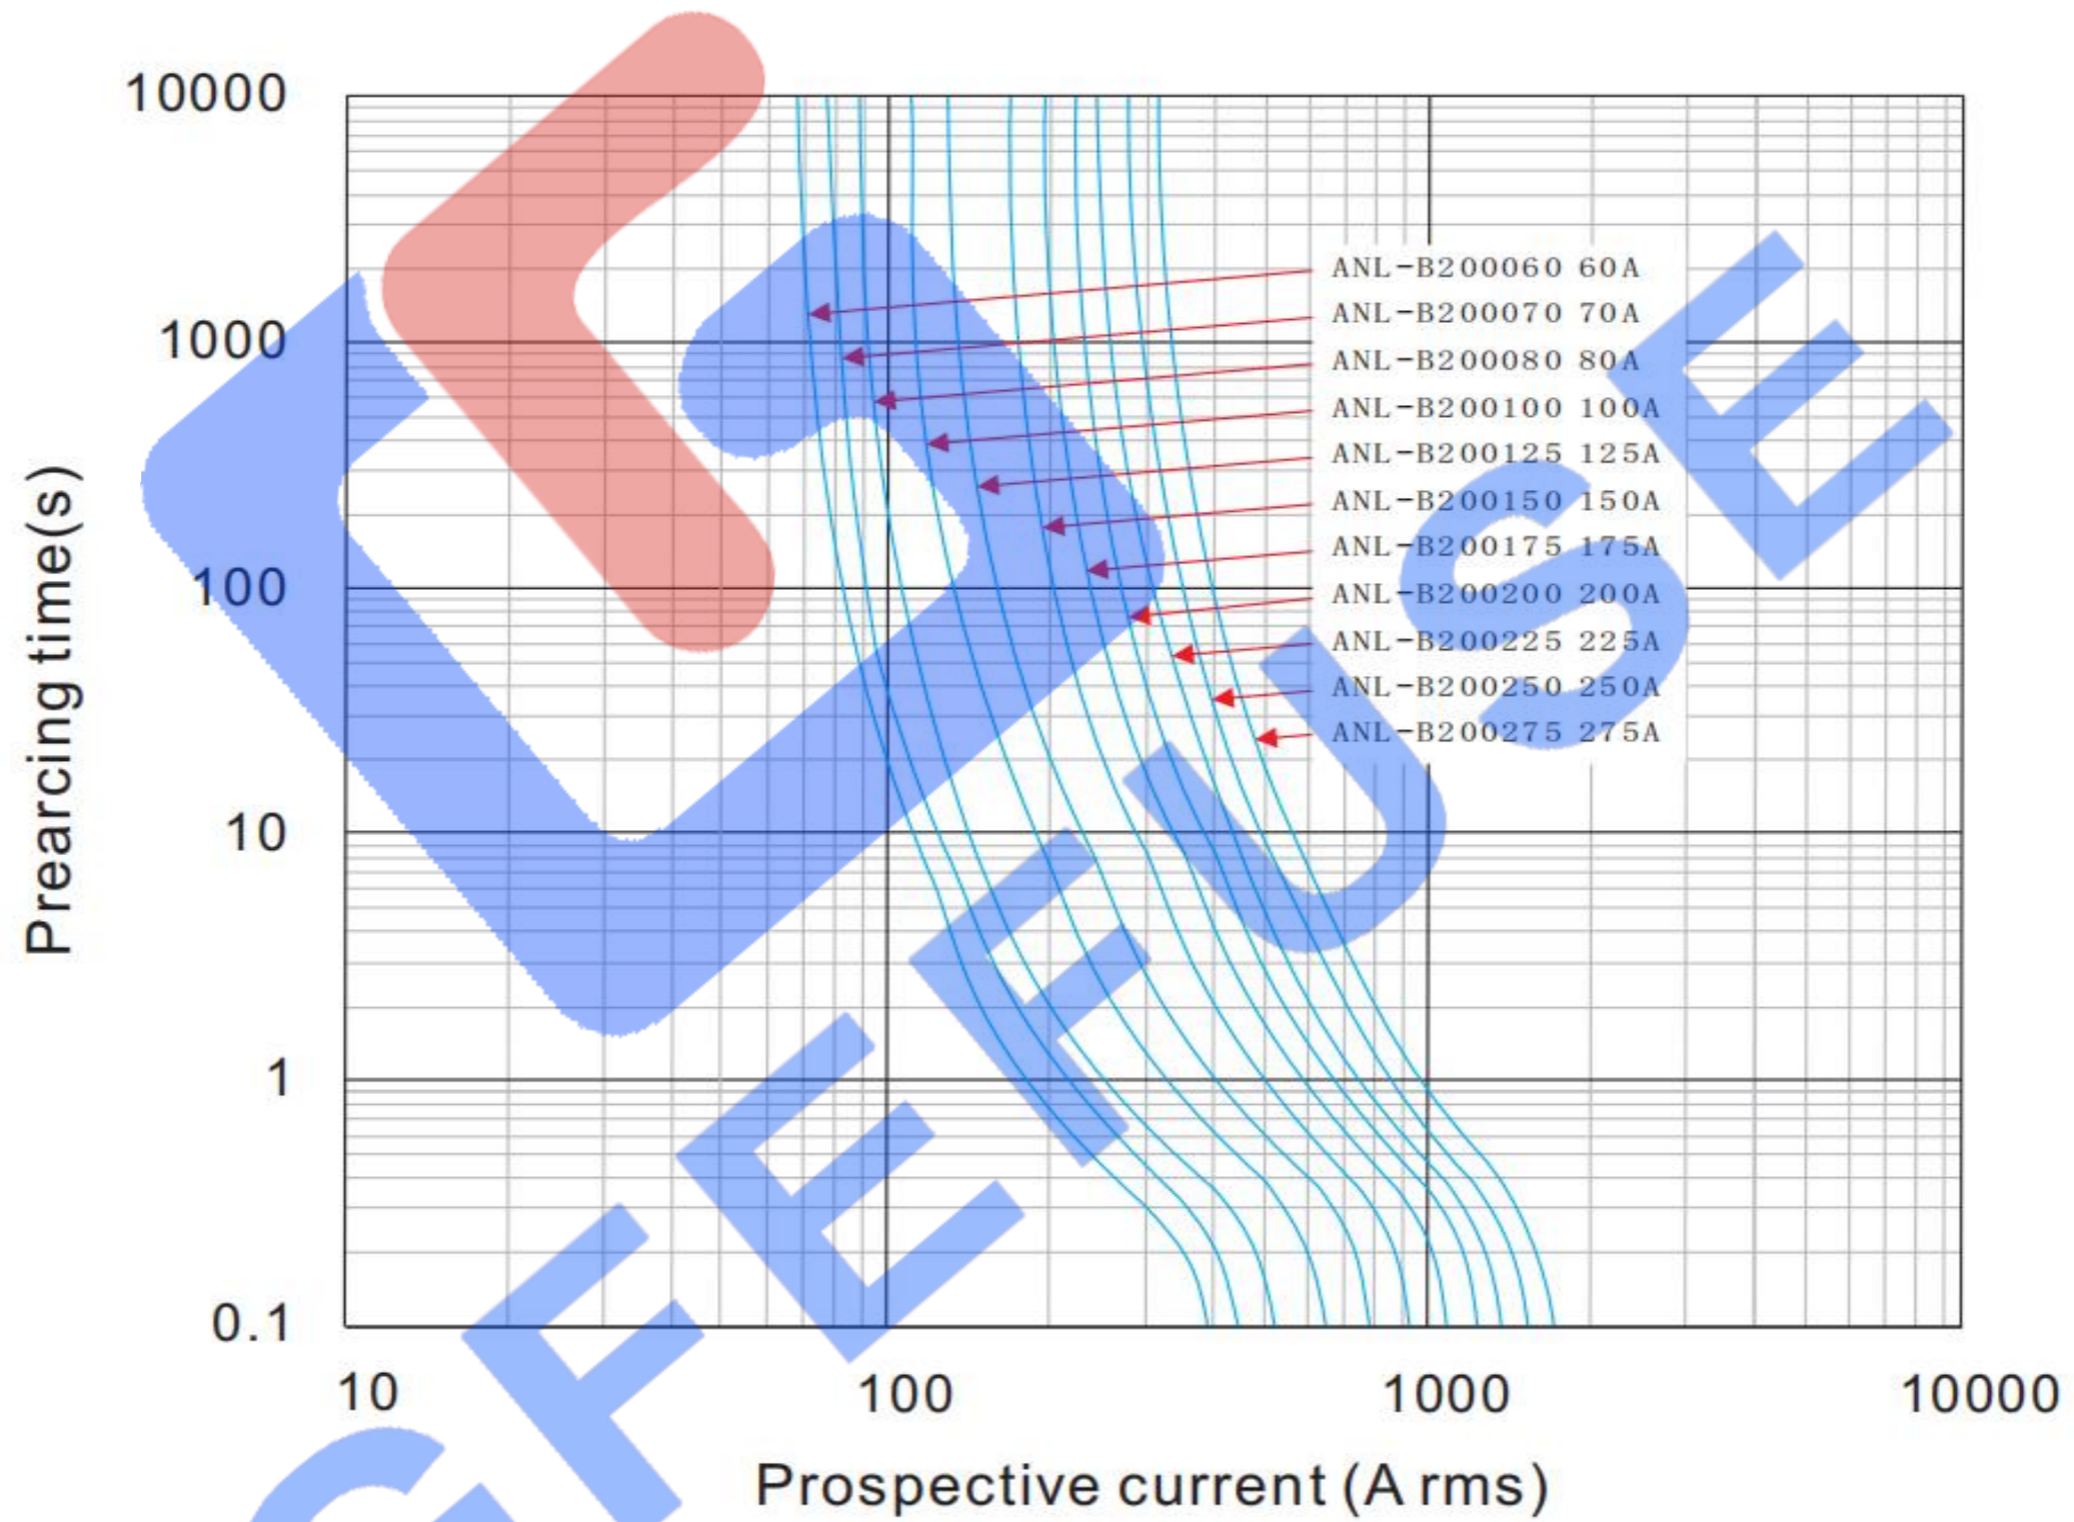 10000
1000
100
10
1
0.1
Prearcing time(s)
ANL-B200060 60A
ANL-B200070 70A
ANL-B200080 80A
ANL-B200100 100A
ANL-B200125 125A
ANL-B200150 150A
ANL-B200175 175A
ANL-B200200 200A
ANL-B200225 225A
ANL-B200250 250A
ANL-B200275 275A
10 100 1000 10000
Prospective current (A rms)
GFEFUSE